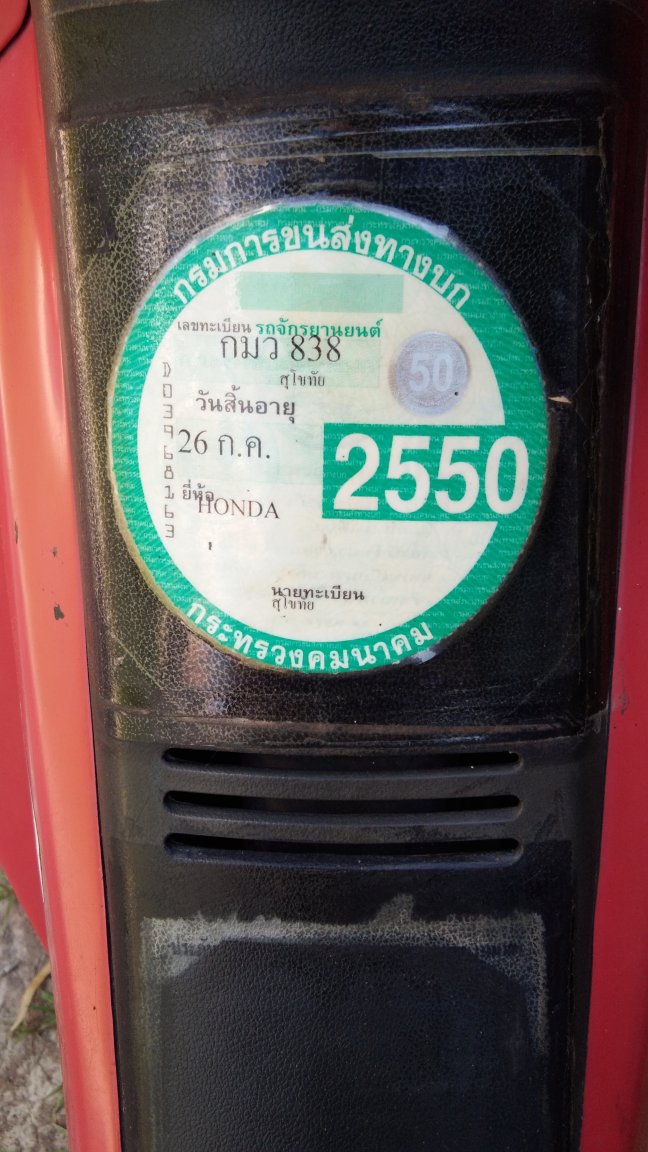 กรมการขนส่งทางบก
เลขทะเบียน รถจักรยานยนต์
กมว 838
50
สุโขทัย
วันสิ้นอายุ
26 ก.ค.
2550
ยี่ห้อ HONDA
D03968163
นายทะเบียน
สุโขทัย
กระทรวงคมนาคม